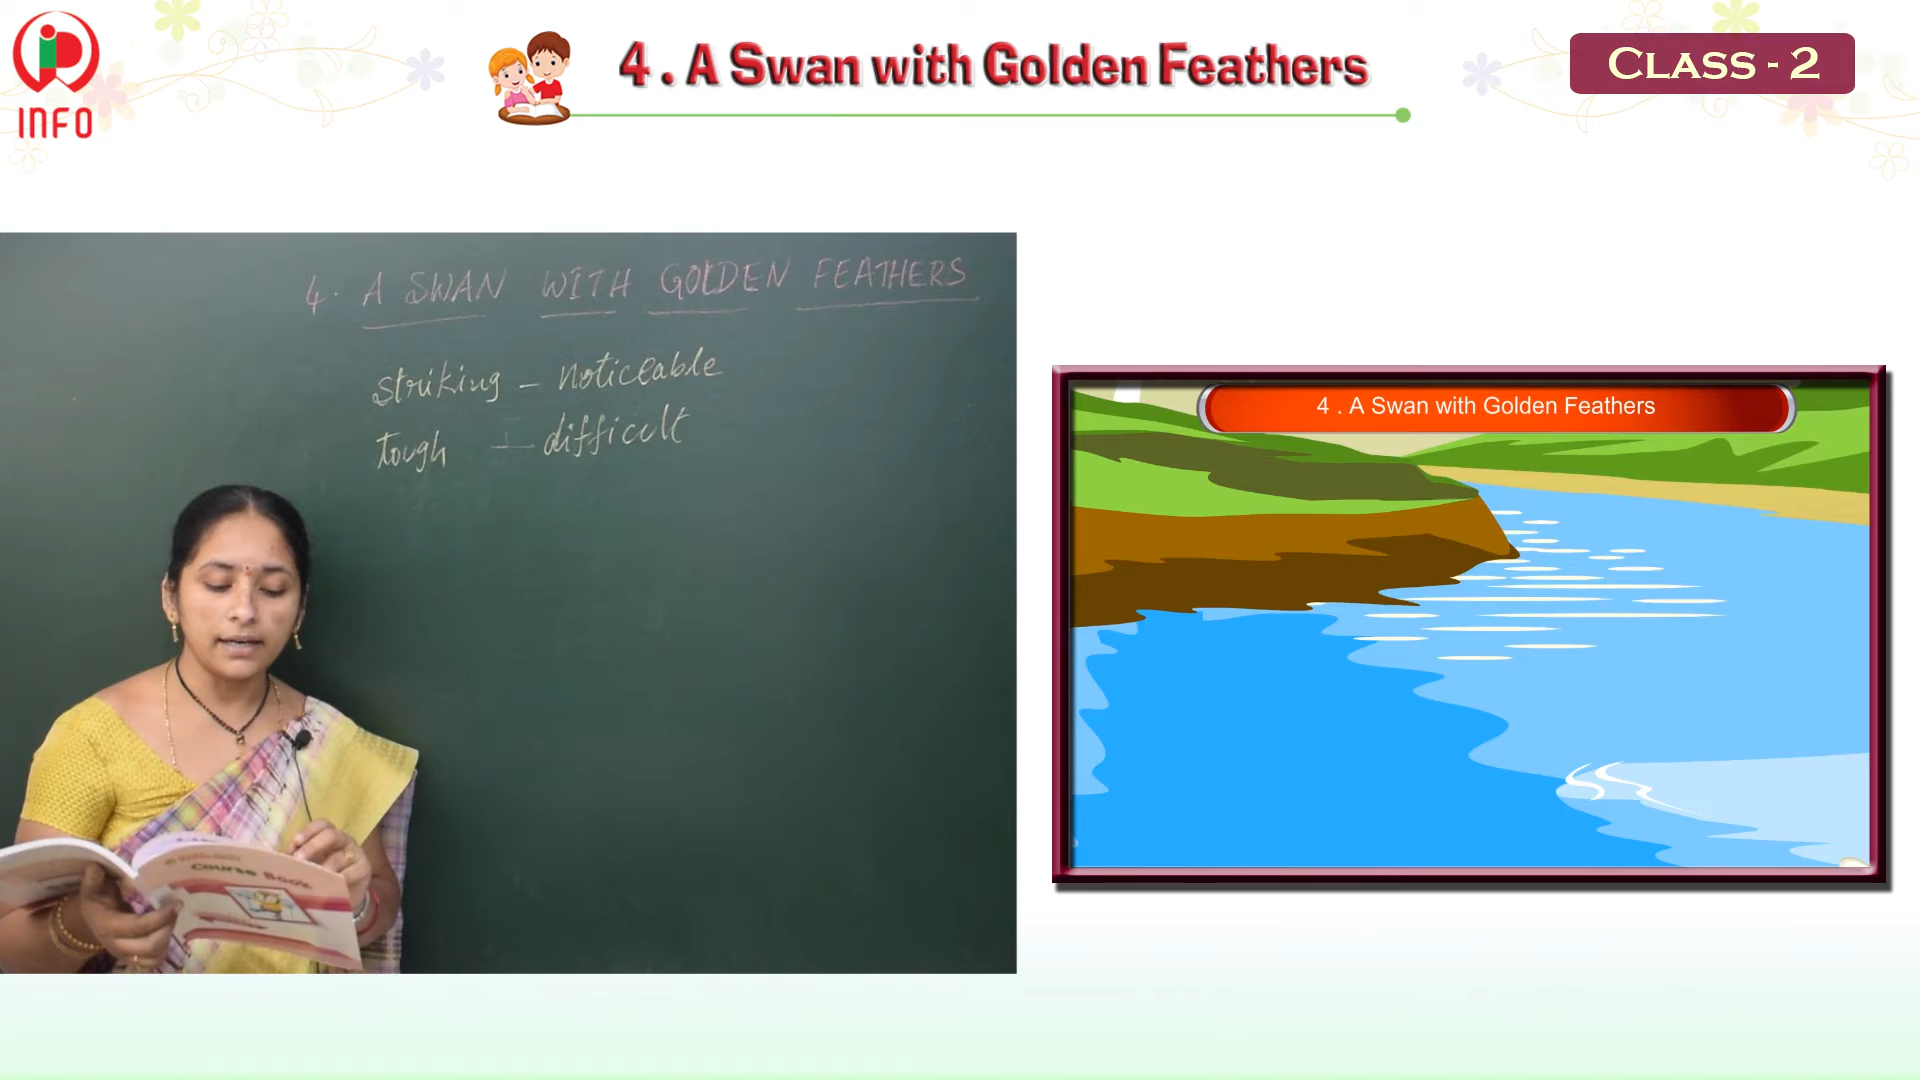 INFO
4 . A Swan with Golden Feathers
CLASS - 2
4. A SWAN WITH GOLDEN FEATHERS
striking - noticeable
tough - difficult
Course Book
4 . A Swan with Golden Feathers